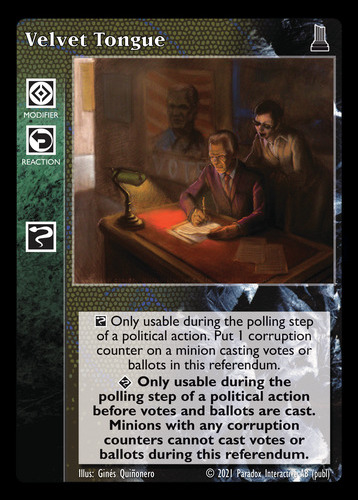 Velvet Tongue
MODIFIER
REACTION
Only usable during the polling step
of a political action. Put 1 corruption
counter on a minion casting votes or
ballots in this referendum.
Only usable during the
polling step of a political action
before votes and ballots are cast.
Minions with any corruption
counters cannot cast votes or
ballots during this referendum.
Illus: Ginés Quiñonero
© 2021 Paradox Interactive AB (publ)